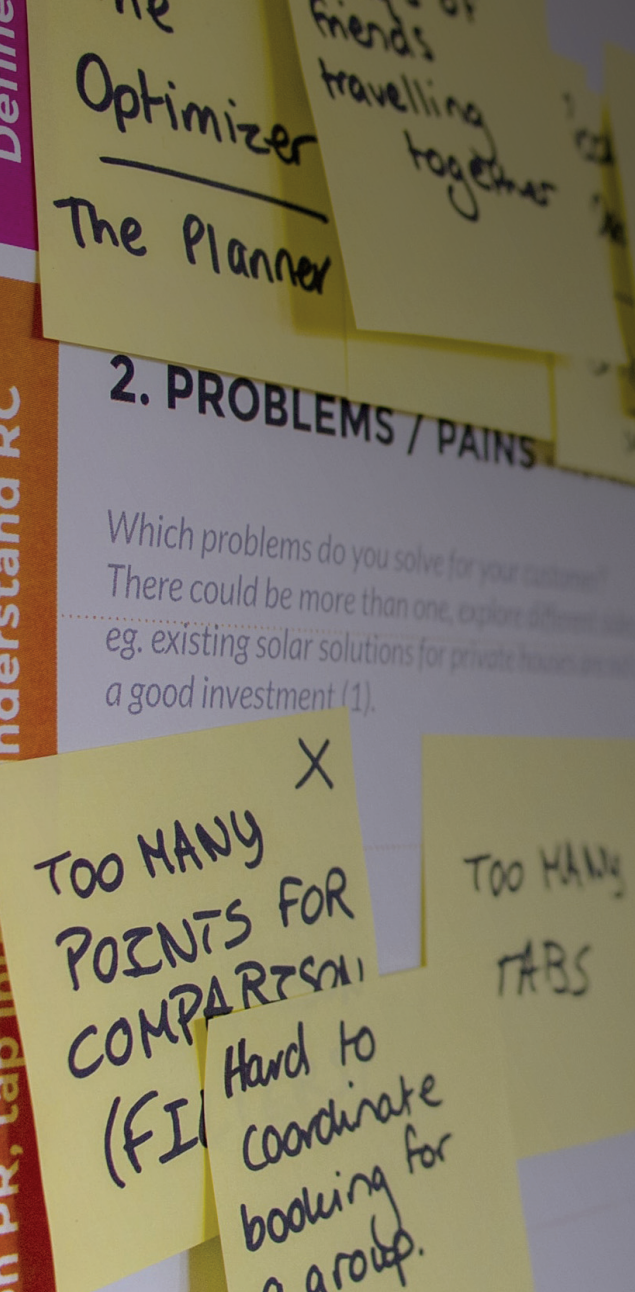 Optimizer
The Planner
friends
travelling
together
2. PROBLEMS / PAINS
Which problems do you solve for your customer?
There could be more than one, explore different
eg. existing solar solutions for private houses
a good investment (1).
X
TOO MANY
POINTS FOR
COMPARISON
TOO MANY
TABS
Hard to
coordinate
booking for
a group.